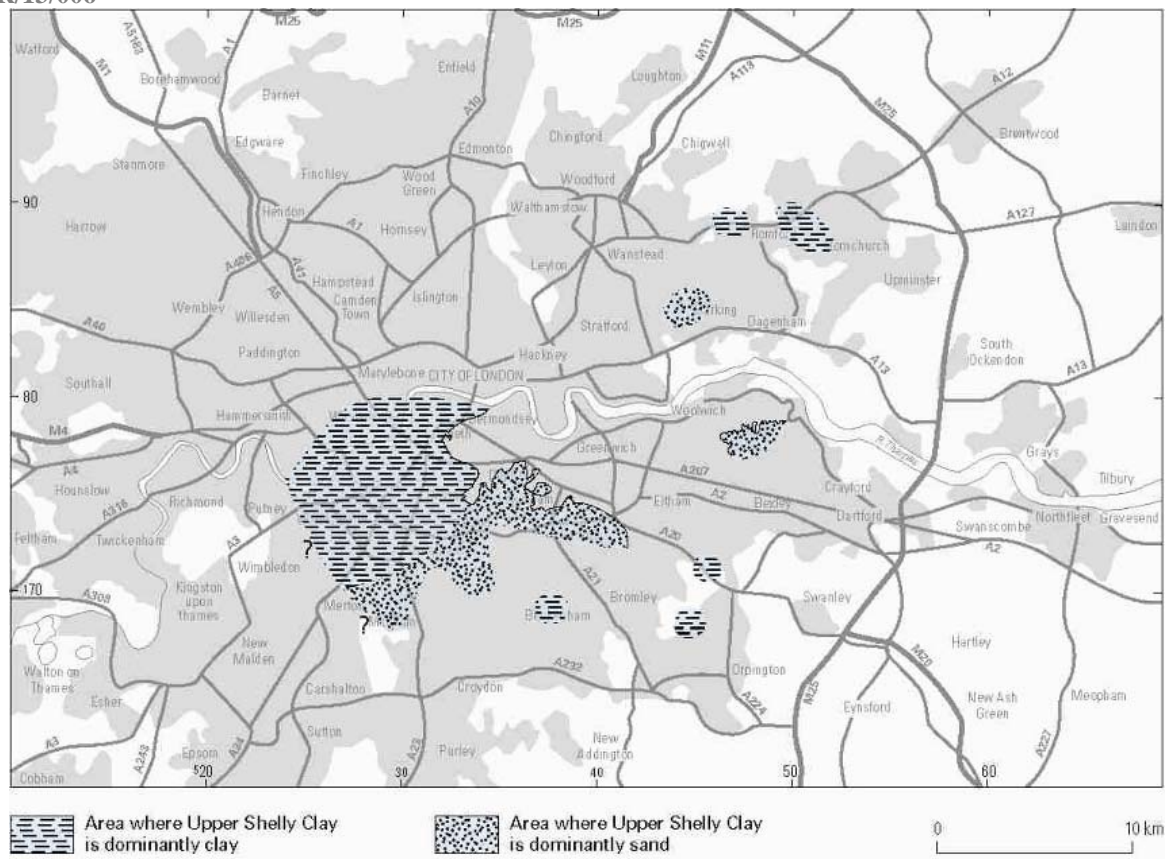 M25
M25
A5183
A1
M11
Watford
M1
Borehamwood
Enfield
Loughton
A113
A12
Barnet
A10
M25
Brentwood
Edgware
Chingford
Chigwell
Stanmore
Edmonton
Finchley
Wood
Green
Woodford
90
Walthamstow
A127
Laindon
Harrow
Hendon
A1
Hornsey
Wanstead
A406
A41
Leyton
Upminster
A5
Hampstead
Camden
Town
Islington
Wembley
Willesden
Stratford
Dagenham
A40
Hackney
South
Ockendon
Paddington
A13
A13
Southall
Marylebone
CITY OF LONDON
80
Hammersmith
Woolwich
M4
Greenwich
R. Thames
Grays
A4
A207
Tilbury
Hounslow
Richmond
Putney
A2
Crayford
A316
Eltham
Bexley
Dartford
Northfleet
Gravesend
Feltham
Twickenham
A3
A20
Swanscombe
A2
?
Wimbledon
170
A308
Kingston
upon
thames
A21
Bromley
Swanley
?
New
Malden
Hartley
Walton on
Thames
A232
Orpington
M20
Esher
Carshalton
Croydon
A224
M25
Eynsford
New Ash
Green
Meopham
Sutton
A3
A243
Epsom
A24
A23
Purley
New
Addington
A227
Cobham
520
30
40
50
60
Area where Upper Shelly Clay
is dominantly clay
Area where Upper Shelly Clay
is dominantly sand
0
10 km